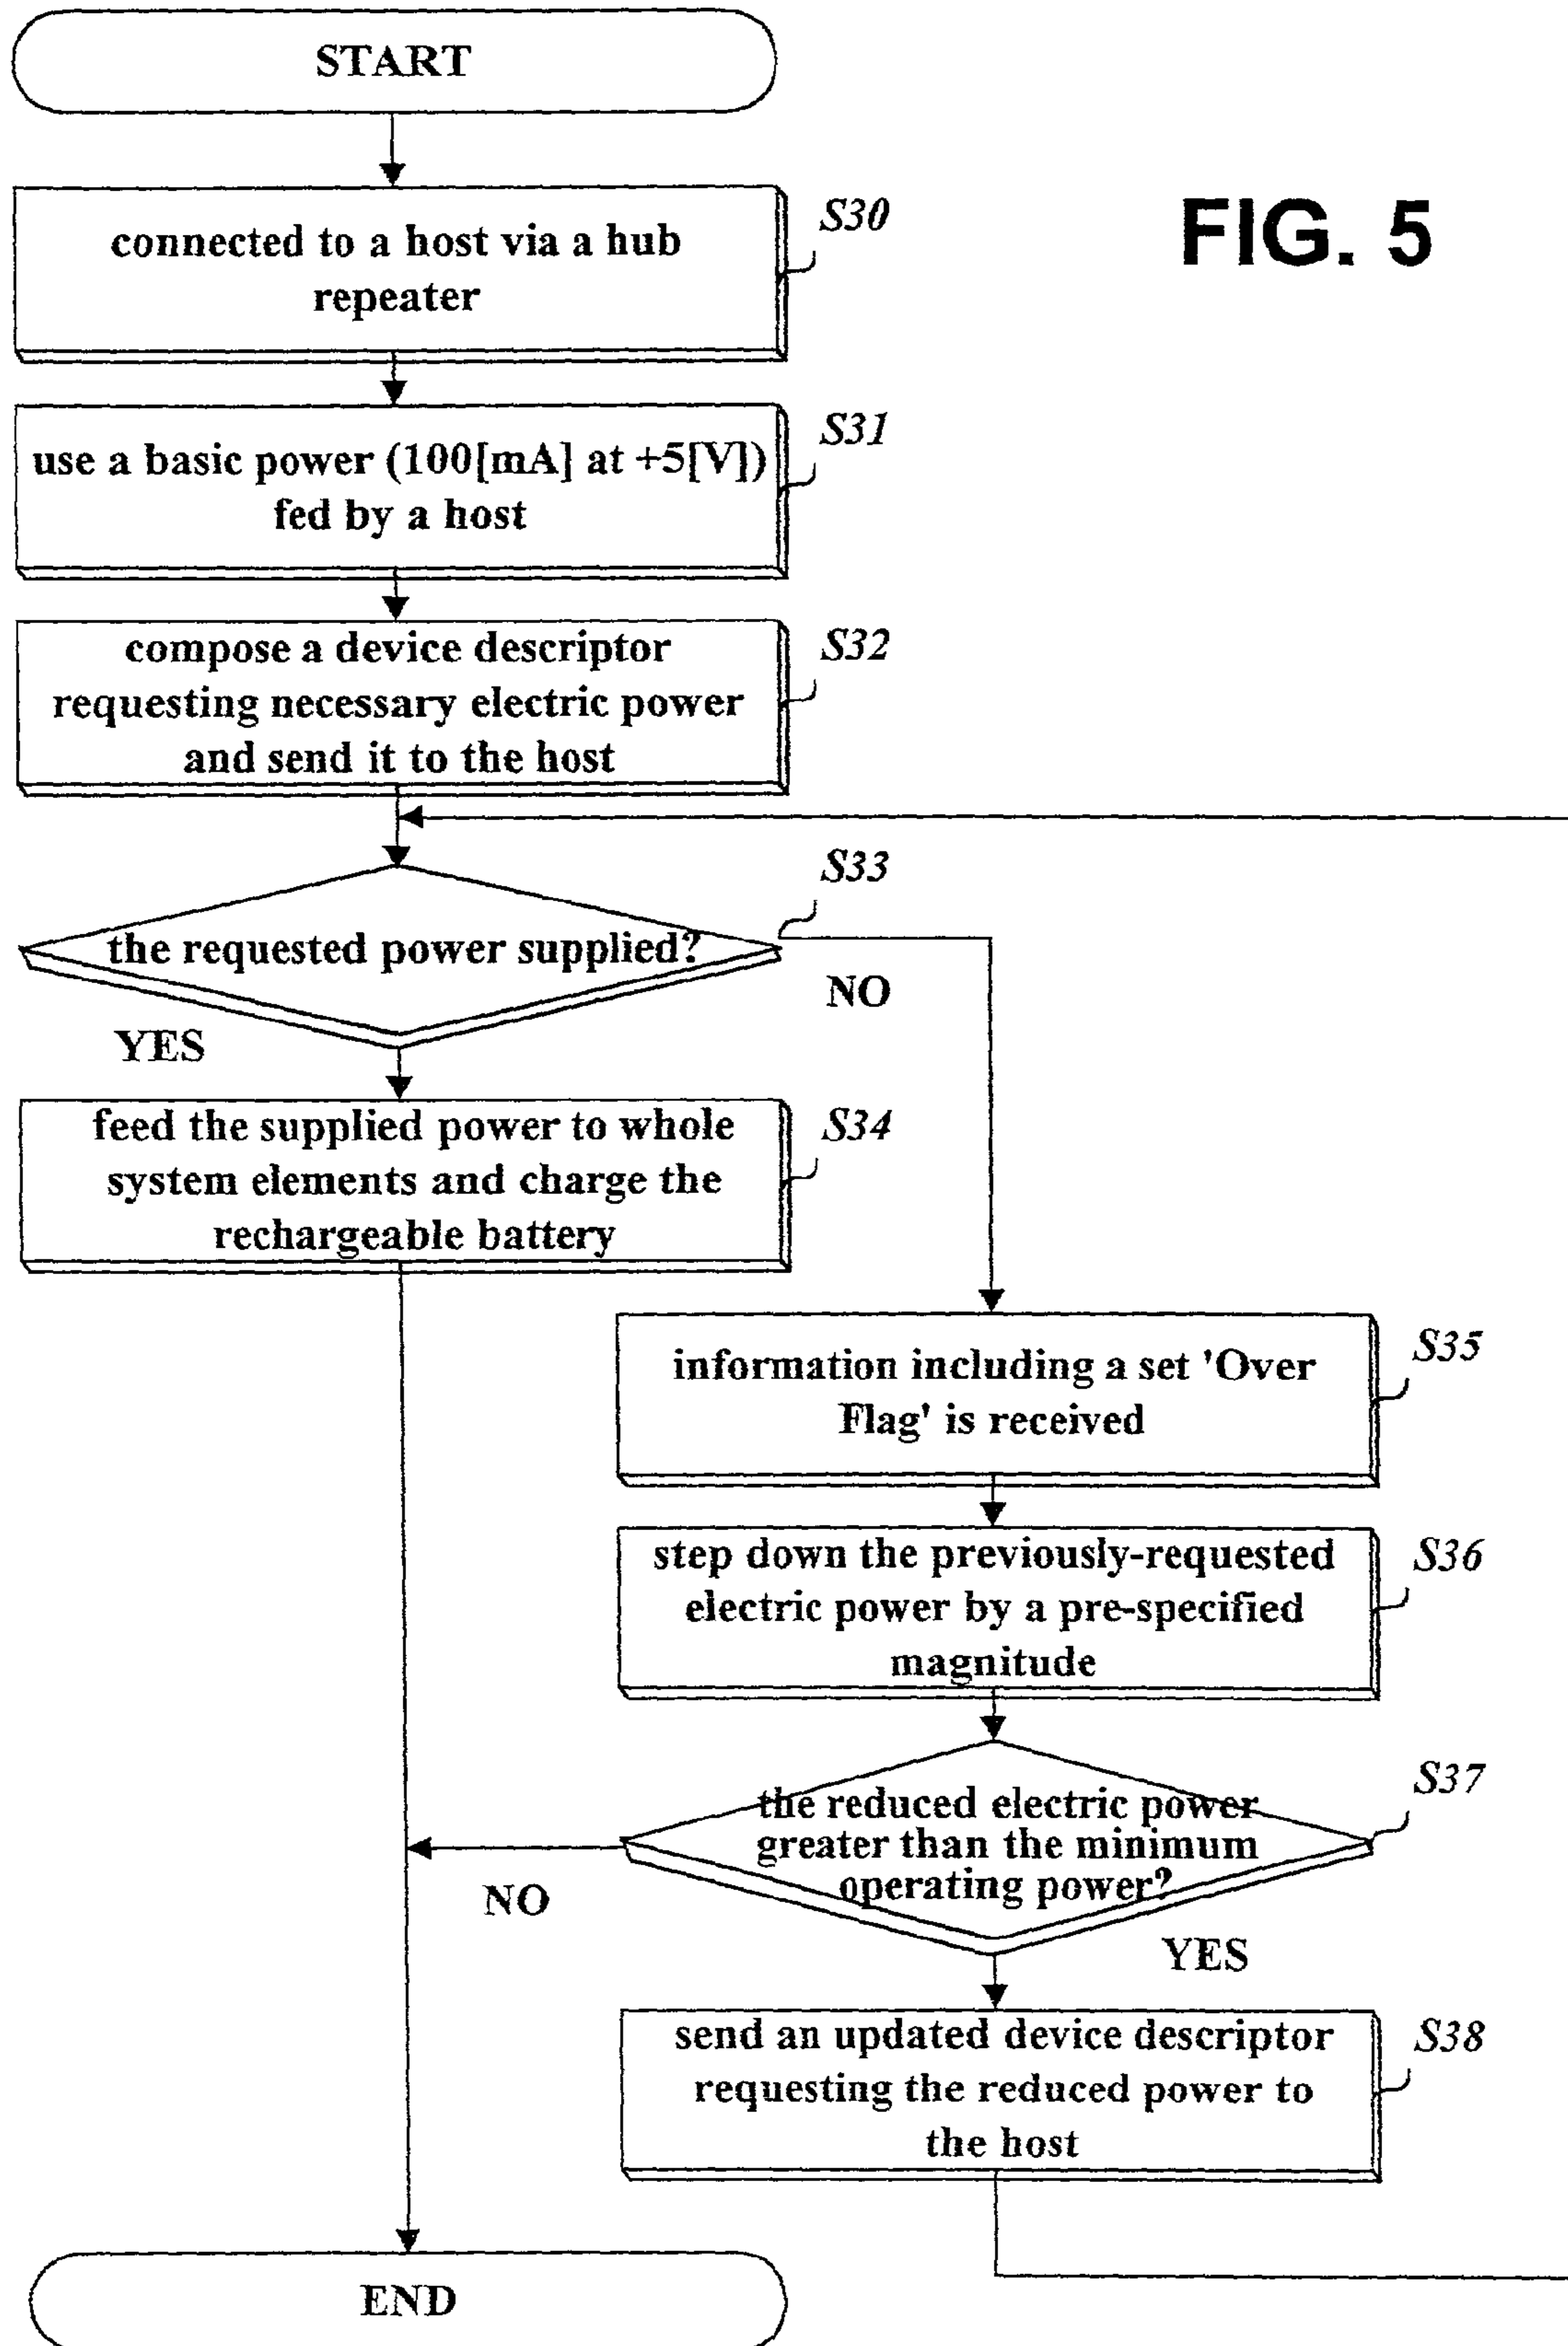 START
FIG. 5
S30
connected to a host via a hub
repeater
S31
use a basic power (100[mA] at +5[V])
fed by a host
S32
compose a device descriptor
requesting necessary electric power
and send it to the host
S33
the requested power supplied?
NO
YES
S34
feed the supplied power to whole
system elements and charge the
rechargeable battery
S35
information including a set 'Over
Flag' is received
S36
step down the previously-requested
electric power by a pre-specified
magnitude
S37
the reduced electric power
greater than the minimum
operating power?
NO
YES
S38
send an updated device descriptor
requesting the reduced power to
the host
END